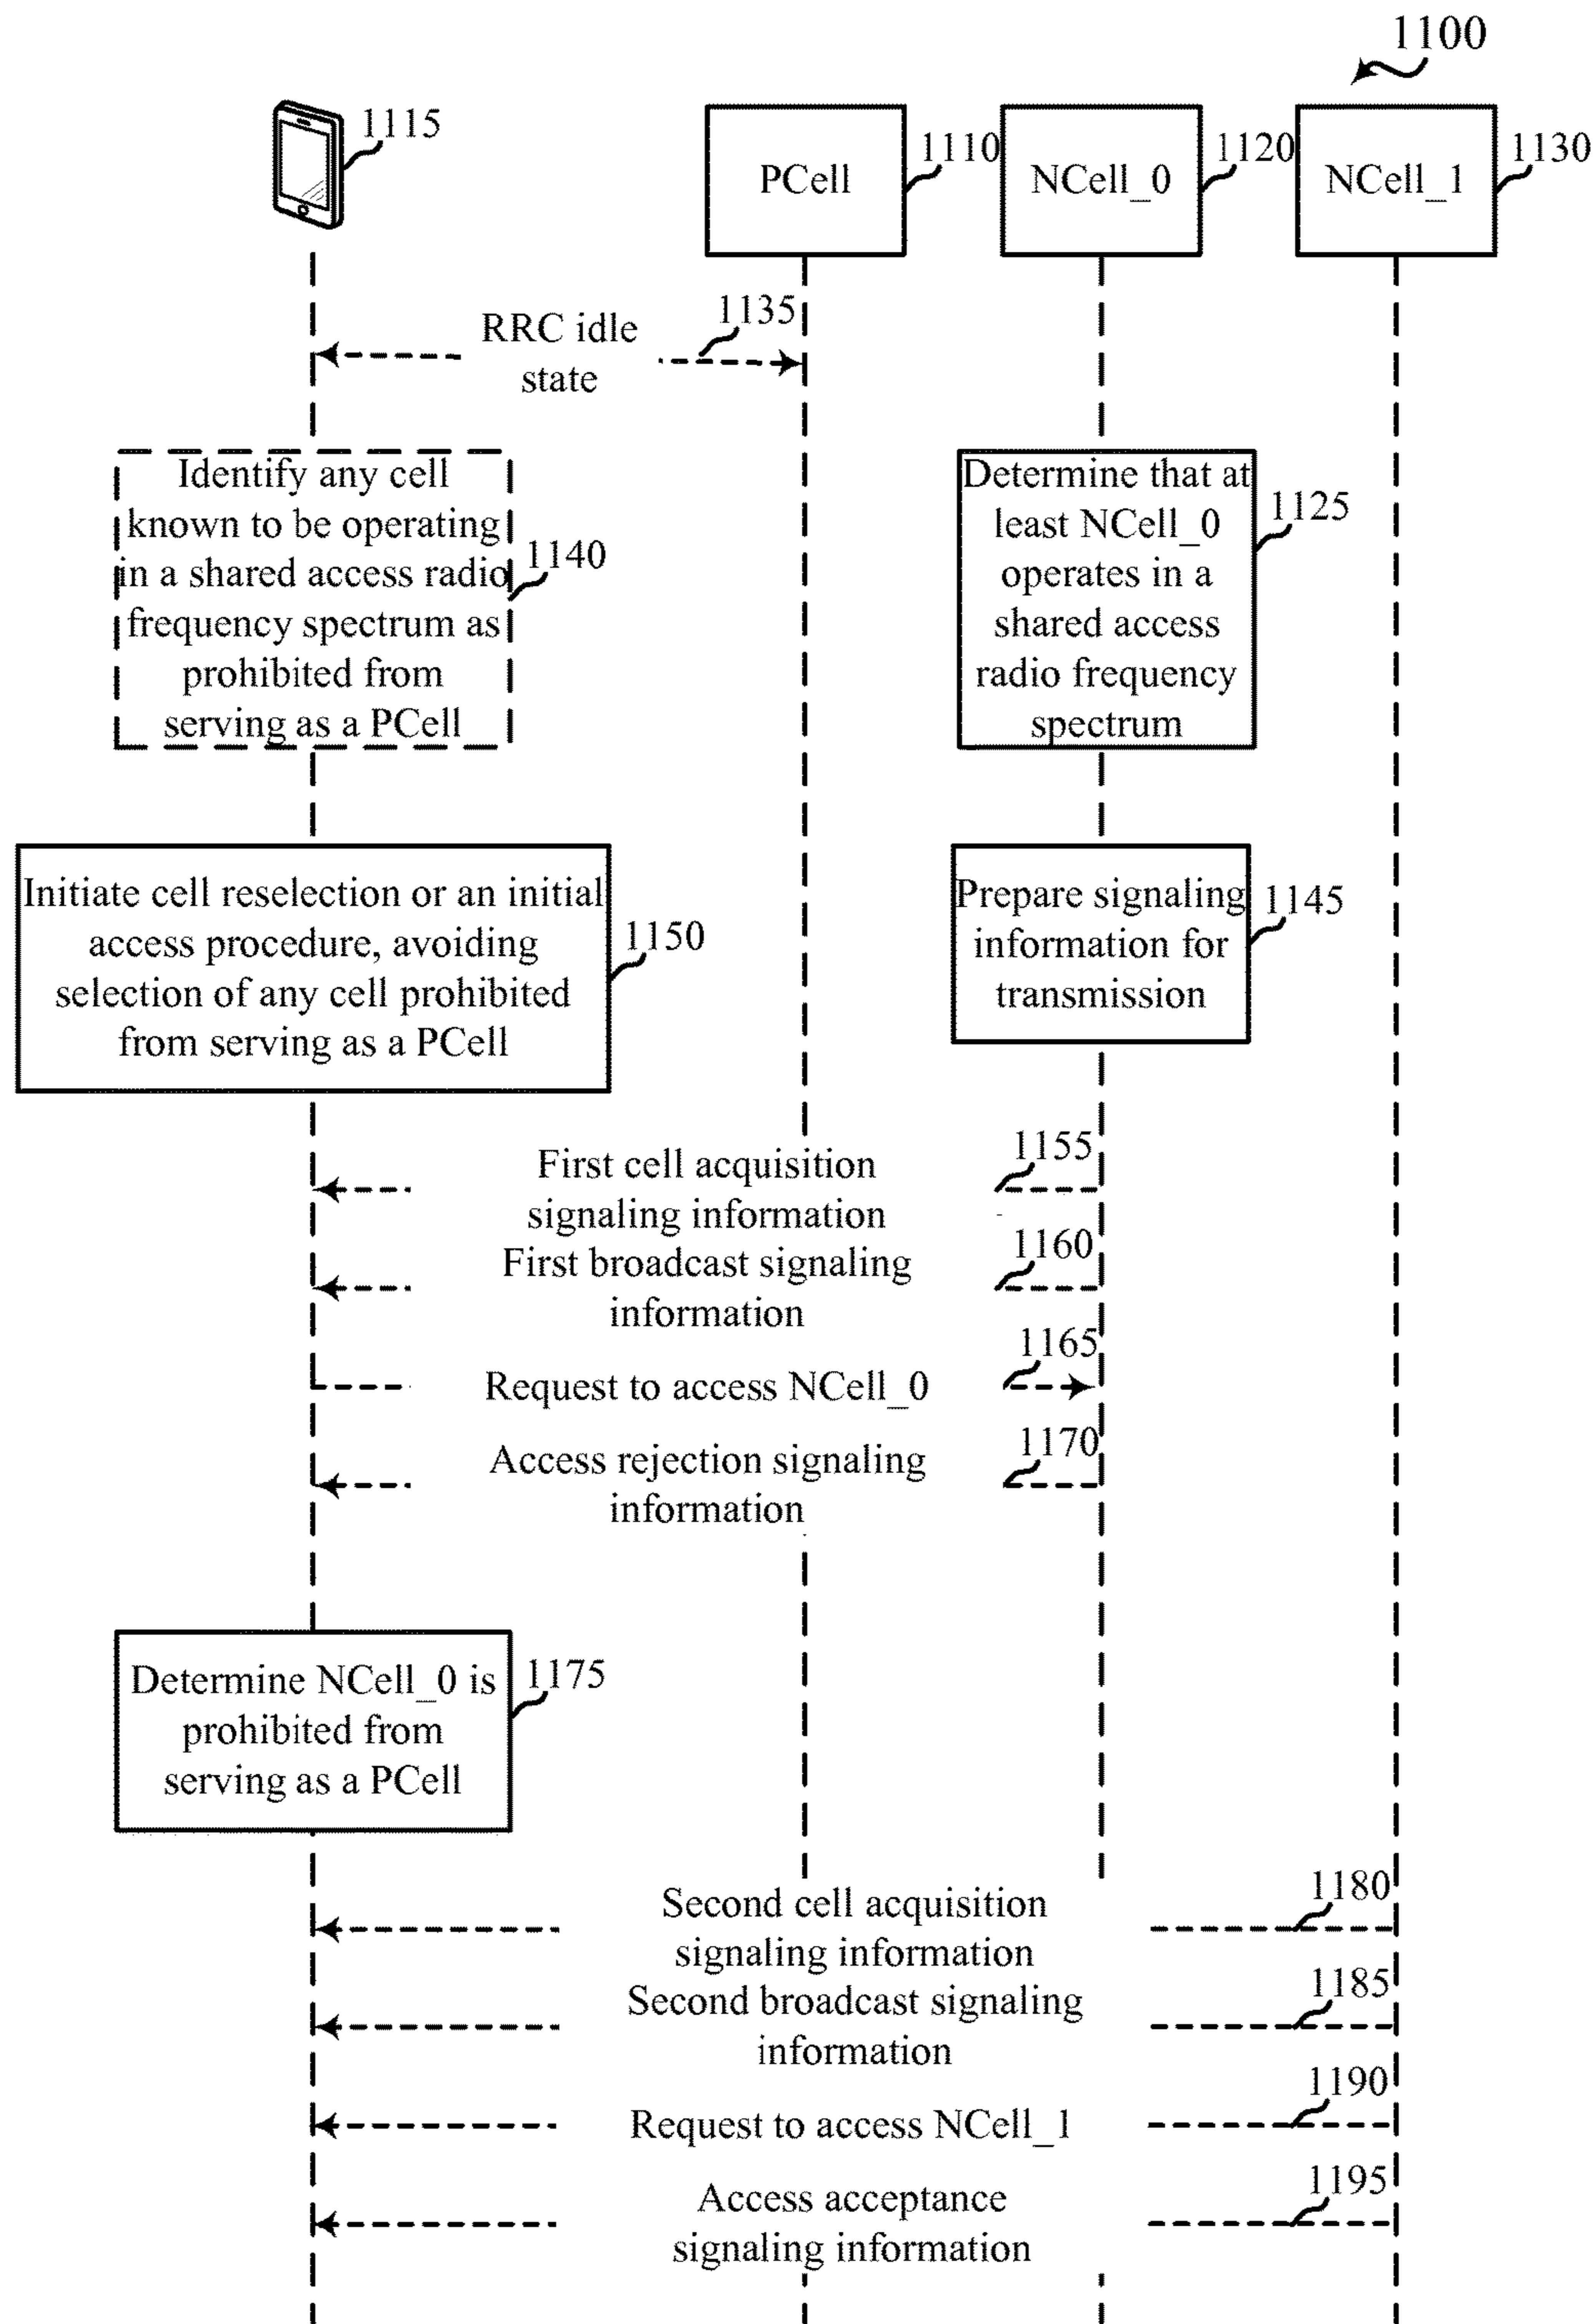 1100
1115
PCell
1110
NCell_0
1120
NCell_1
1130
RRC idle
state
1135
Identify any cell
known to be operating
in a shared access radio
frequency spectrum as
prohibited from
serving as a PCell
1140
Determine that at
least NCell_0
operates in a
shared access
radio frequency
spectrum
1125
Initiate cell reselection or an initial
access procedure, avoiding
selection of any cell prohibited
from serving as a PCell
1150
Prepare signaling
information for
transmission
1145
First cell acquisition
signaling information
1155
First broadcast signaling
information
1160
Request to access NCell_0
1165
Access rejection signaling
information
1170
Determine NCell_0 is
prohibited from
serving as a PCell
1175
Second cell acquisition
signaling information
1180
Second broadcast signaling
information
1185
Request to access NCell_1
1190
Access acceptance
signaling information
1195